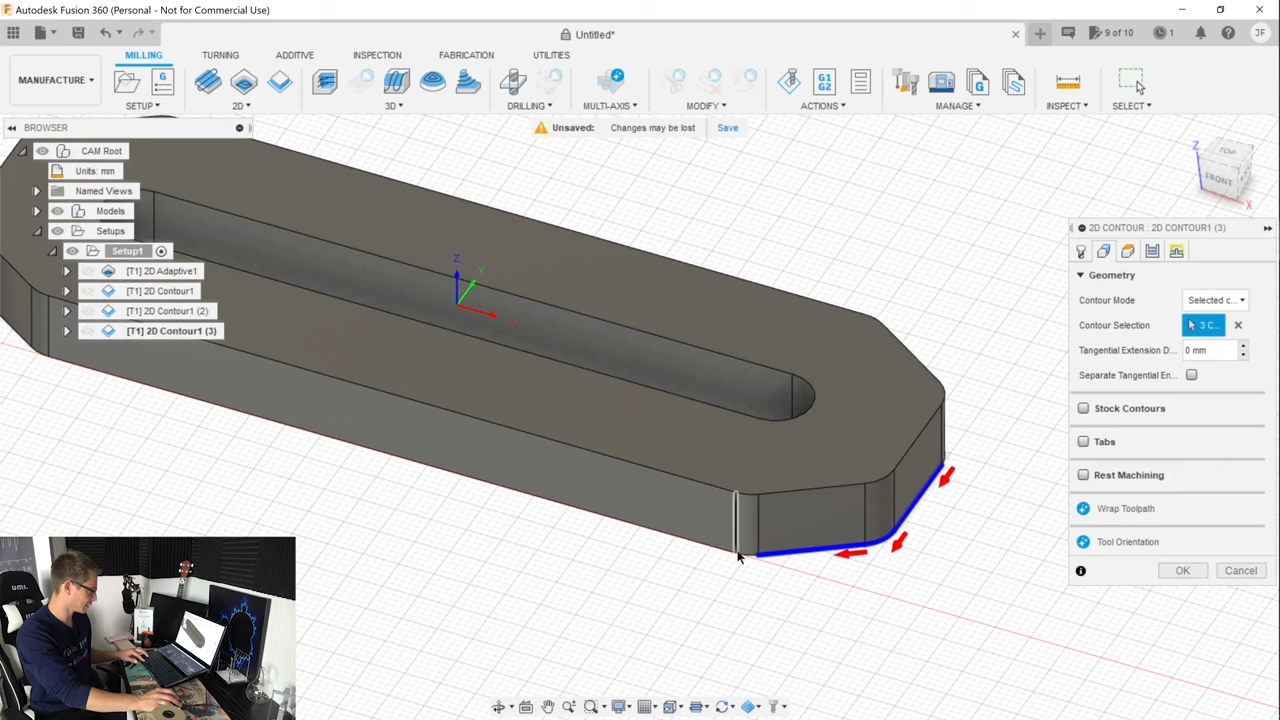 Autodesk Fusion 360 (Personal - Not for Commercial Use)
Untitled*
9 of 10
1
JF
MANUFACTURE
MILLING
TURNING
ADDITIVE
INSPECTION
FABRICATION
UTILITIES
G
G1
G2
G
SETUP
2D
3D
DRILLING
MULTI-AXIS
MODIFY
ACTIONS
MANAGE
INSPECT
SELECT
BROWSER
Unsaved:
Changes may be lost
Save
CAM Root
Units: mm
Named Views
Models
Setups
Setup1
[T1] 2D Adaptive1
[T1] 2D Contour1
[T1] 2D Contour1 (2)
[T1] 2D Contour1 (3)
Z
Y
X
Z
TOP
FRONT
X
2D CONTOUR : 2D CONTOUR1 (3)
Geometry
Contour Mode
Selected c...
Contour Selection
3 C...
Tangential Extension D...
0 mm
Separate Tangential En...
Stock Contours
Tabs
Rest Machining
Wrap Toolpath
Tool Orientation
OK
Cancel
umi.